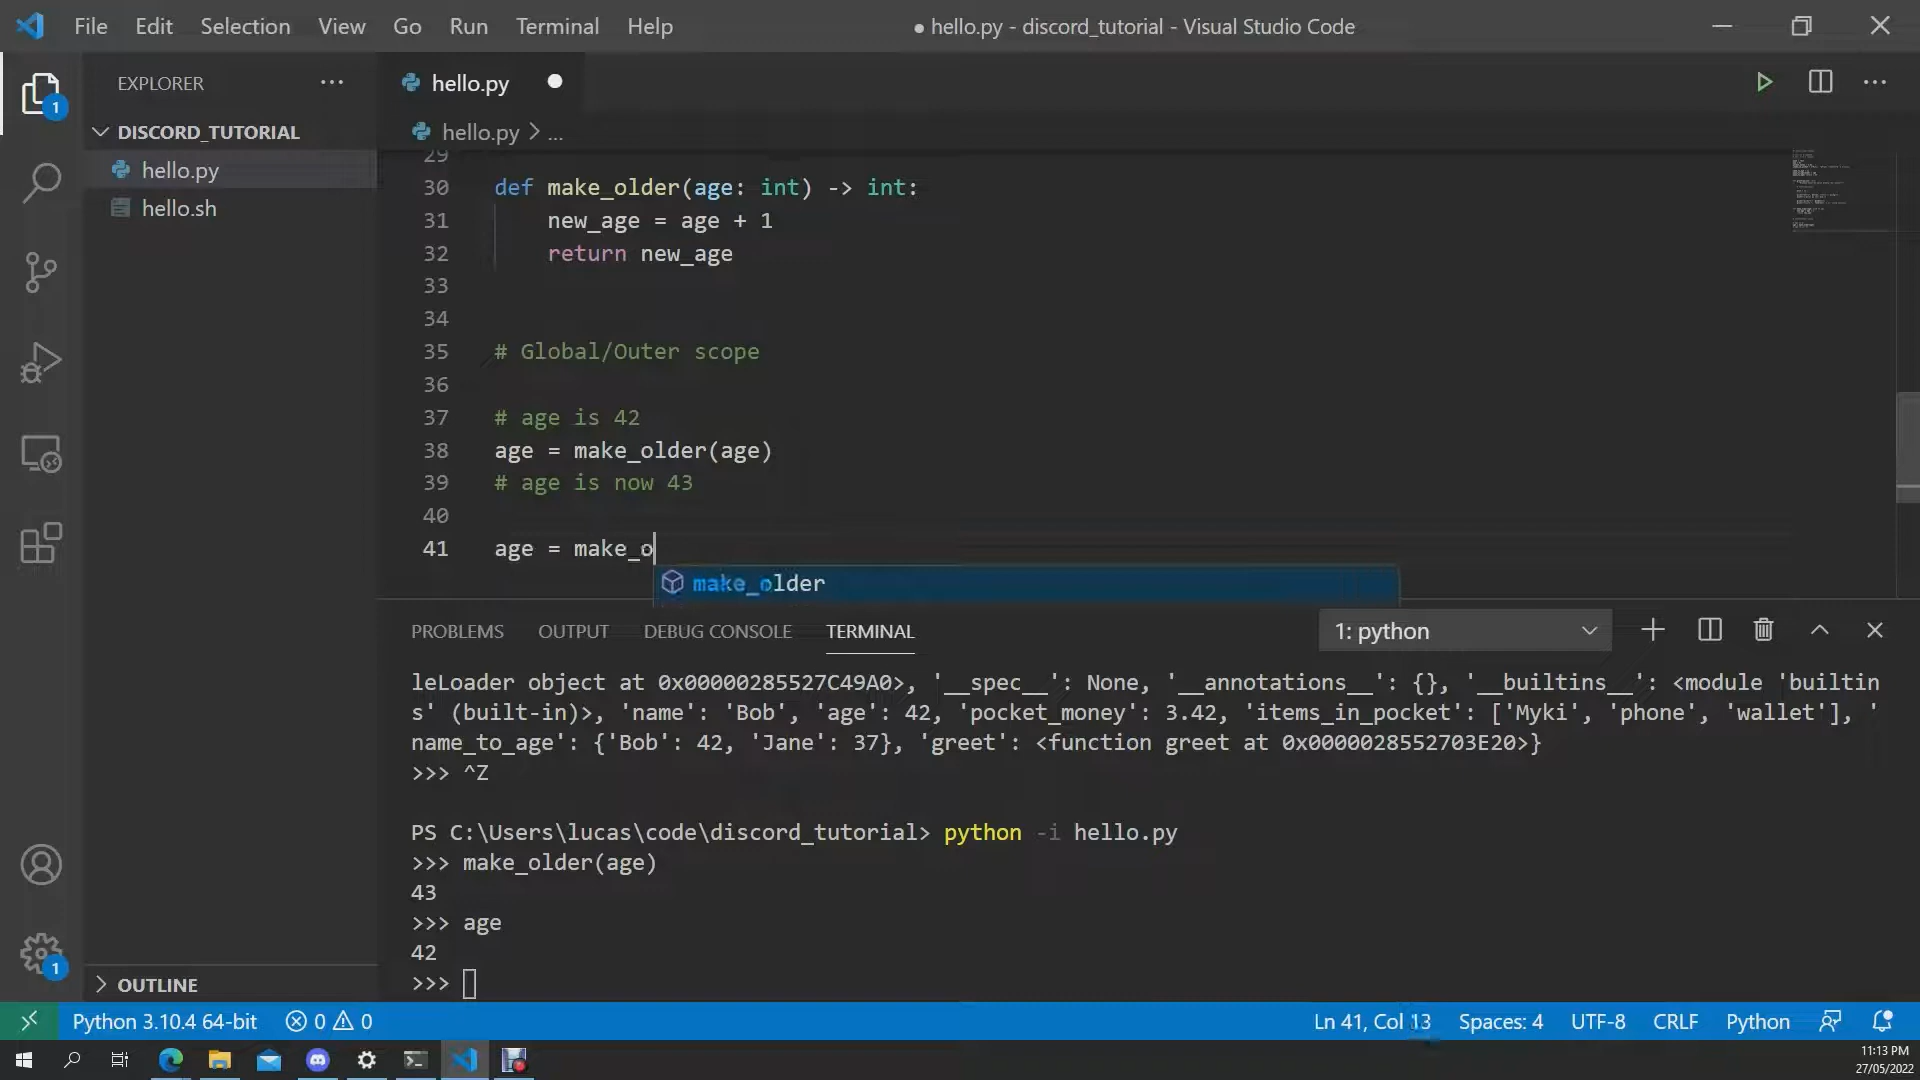 File Edit Selection View Go Run Terminal Help
● hello.py - discord_tutorial - Visual Studio Code
EXPLORER
hello.py
1
DISCORD_TUTORIAL
hello.py > ...
hello.py
hello.sh
29
30 def make_older(age: int) -> int:
31 new_age = age + 1
32 return new_age
33
34
35 # Global/Outer scope
36
37 # age is 42
38 age = make_older(age)
39 # age is now 43
40
41 age = make_o
make_older
PROBLEMS OUTPUT DEBUG CONSOLE TERMINAL
1: python
leLoader object at 0x00000285527C49A0>, '__spec__': None, '__annotations__': {}, '__builtins__': <module 'builtin
s' (built-in)>, 'name': 'Bob', 'age': 42, 'pocket_money': 3.42, 'items_in_pocket': ['Myki', 'phone', 'wallet'], '
name_to_age': {'Bob': 42, 'Jane': 37}, 'greet': <function greet at 0x0000028552703E20>}
>>> ^Z
PS C:\Users\lucas\code\discord_tutorial> python -i hello.py
>>> make_older(age)
43
>>> age
42
>>>
1
OUTLINE
Python 3.10.4 64-bit 0 0
Ln 41, Col 13 Spaces: 4 UTF-8 CRLF Python
11:13 PM
27/05/2022